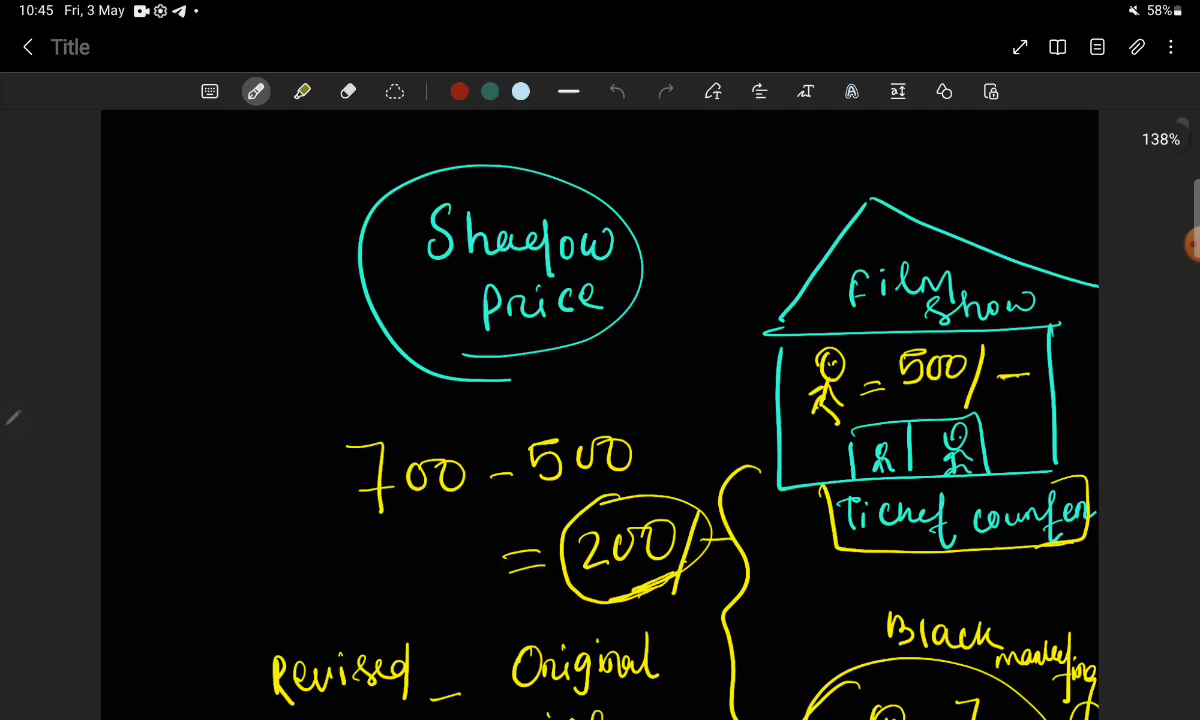 10:45 Fri, 3 May
58%
Title
138%
Shadow
Price
Film
Show
= 500/-
Ticket counter
700 - 500
= 200/-
Black
marketing
Revised - Original
7